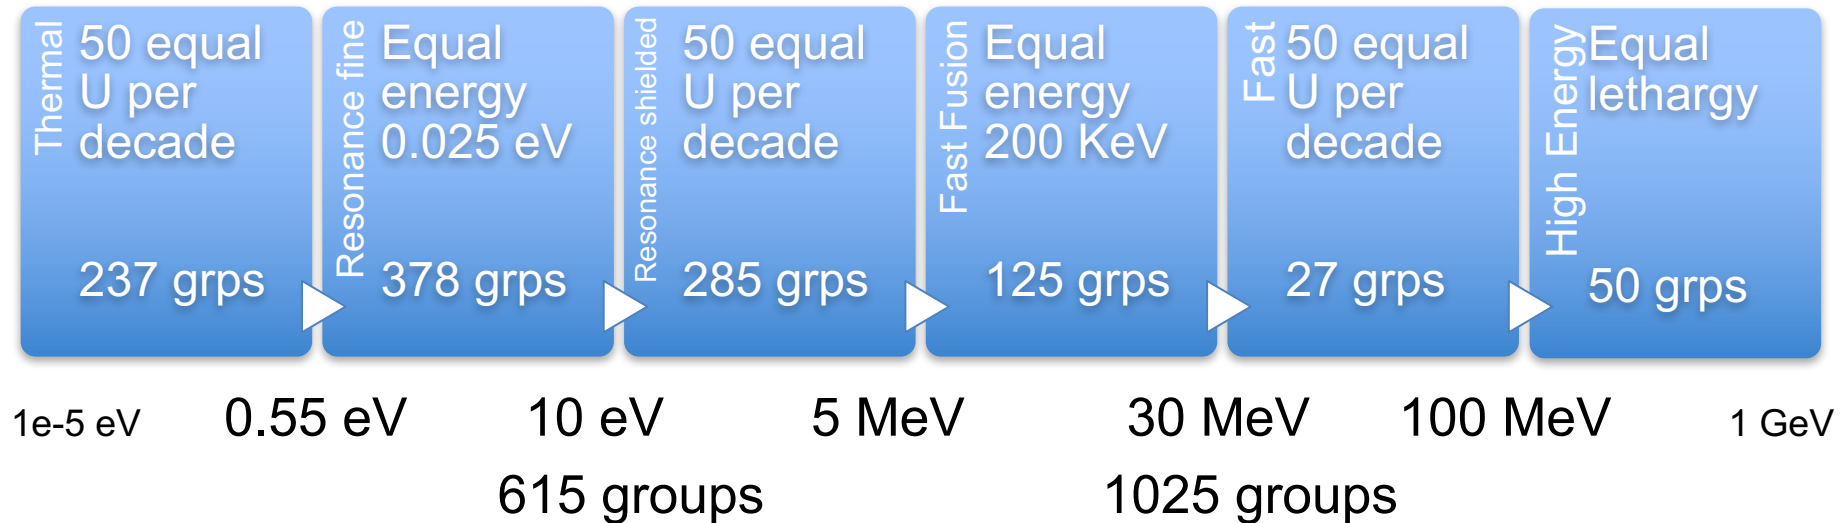 Thermal
50 equal
U per
decade
237 grps
Resonance fine
Equal
energy
0.025 eV
378 grps
Resonance shielded
50 equal
U per
decade
285 grps
Fast Fusion
Equal
energy
200 KeV
125 grps
Fast
50 equal
U per
decade
27 grps
High Energy
Equal
lethargy
50 grps
1e-5 eV 0.55 eV 10 eV 5 MeV 30 MeV 100 MeV 1 GeV
615 groups 1025 groups